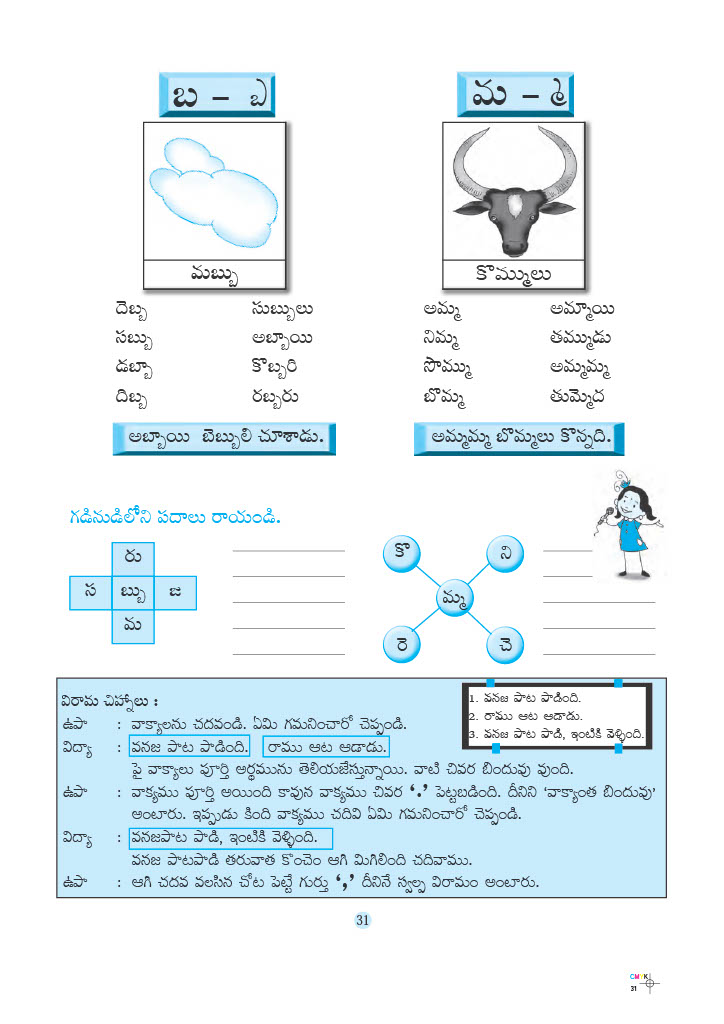 బ – ్బ
మ – ్మ
మబ్బు
కొమ్ములు
దెబ్బ సుబ్బులు
సబ్బు అబ్బాయి
డబ్బా కొబ్బరి
దిబ్బ రబ్బరు
అమ్మ అమ్మాయి
నిమ్మ తమ్ముడు
సొమ్ము అమ్మమ్మ
బొమ్మ తుమ్మెద
అబ్బాయి బెబ్బులి చూశాడు.
అమ్మమ్మ బొమ్మలు కొన్నది.
గడినుడిలోని పదాలు రాయండి.
రు
స బ్బు జ
మ
కొ ని
మ్మ
రె చె
విరామ చిహ్నాలు :
1. వనజ పాట పాడింది.
2. రాము ఆట ఆడాడు.
3. వనజ పాట పాడి, ఇంటికి వెళ్ళింది.
ఉపా : వాక్యాలను చదవండి. ఏమి గమనించారో చెప్పండి.
విద్యా : వనజ పాట పాడింది. రాము ఆట ఆడాడు.
పై వాక్యాలు పూర్తి అర్థమును తెలియజేస్తున్నాయి. వాటి చివర బిందువు వుంది.
ఉపా : వాక్యము పూర్తి అయింది కావున వాక్యము చివర ‘.’ పెట్టబడింది. దీనిని ‘వాక్యాంత బిందువు’
అంటారు. ఇప్పుడు కింది వాక్యము చదివి ఏమి గమనించారో చెప్పండి.
విద్యా : వనజపాట పాడి, ఇంటికి వెళ్ళింది.
వనజ పాటపాడి తరువాత కొంచెం ఆగి మిగిలింది చదివాము.
ఉపా : ఆగి చదవ వలసిన చోట పెట్టే గుర్తు ‘,’ దీనినే స్వల్ప విరామం అంటారు.
31
CMYK
31